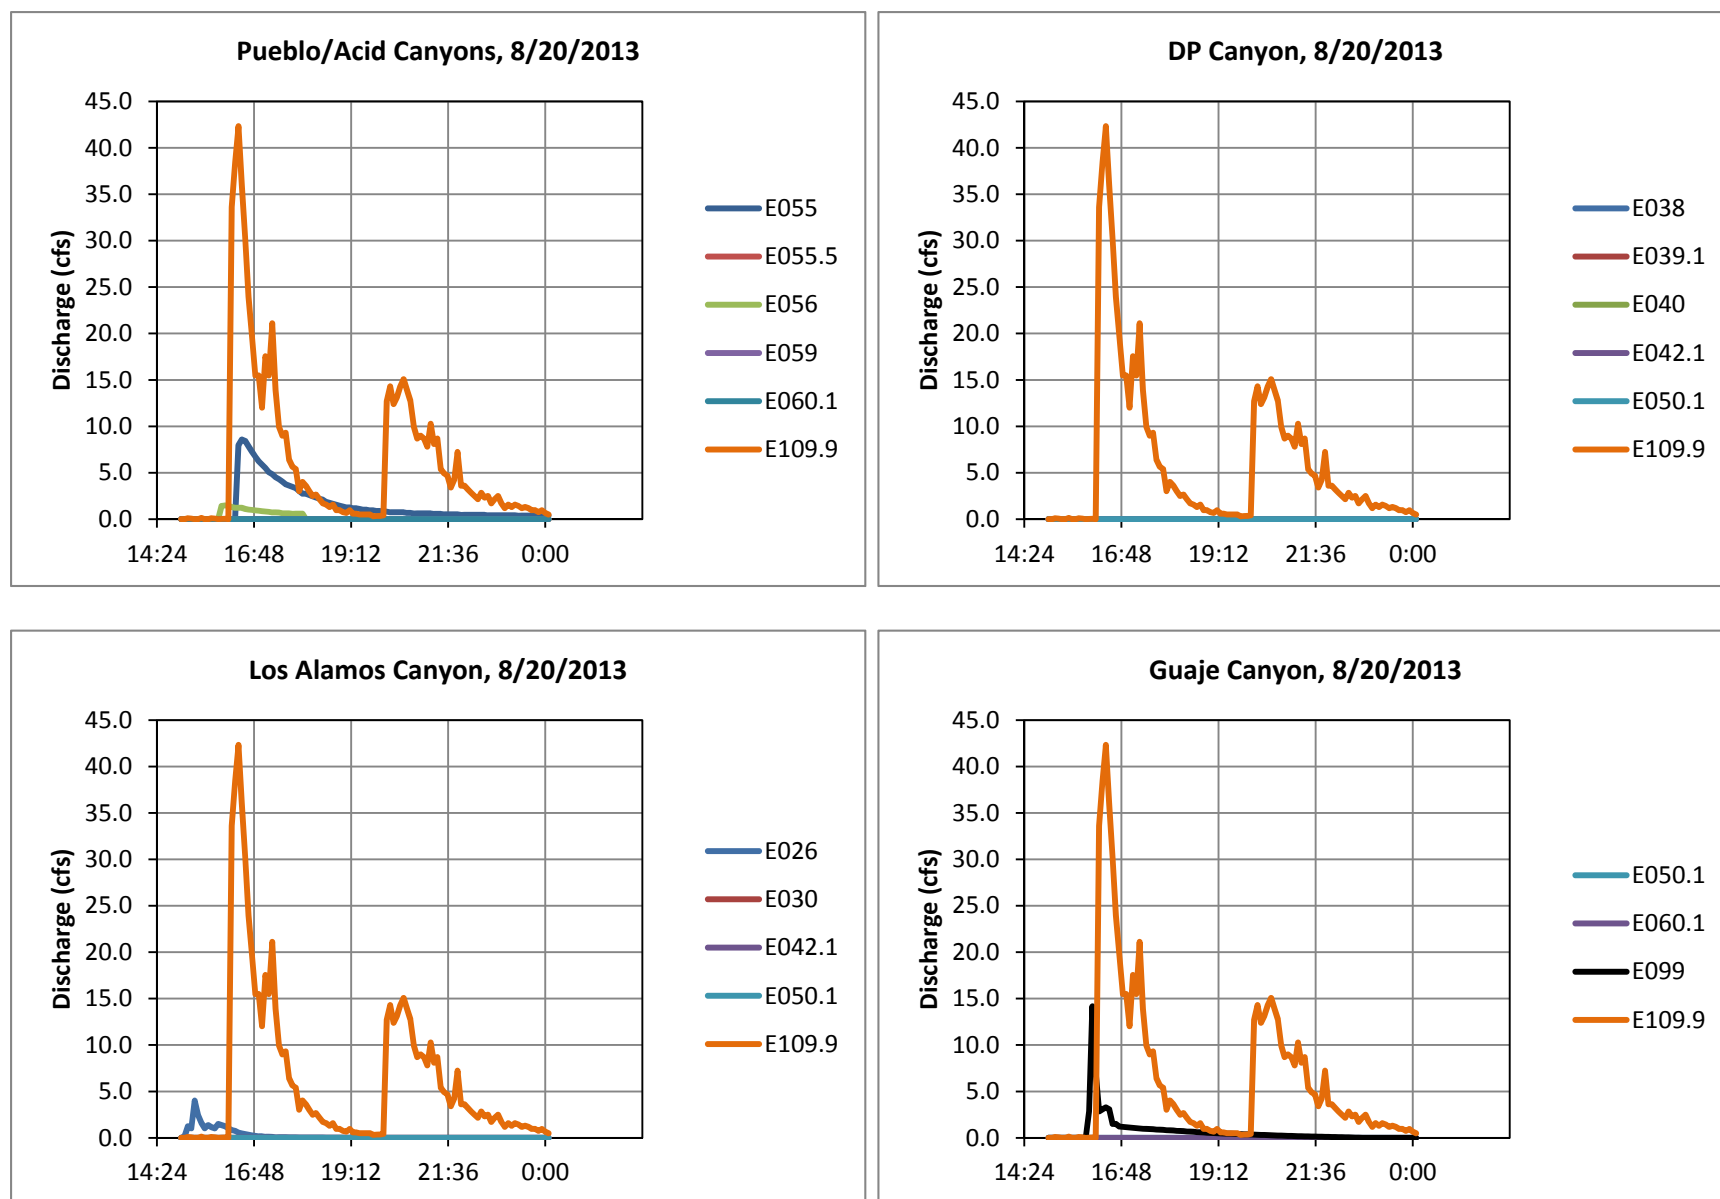 Pueblo/Acid Canyons, 8/20/2013
Discharge (cfs)
45.0
40.0
35.0
30.0
25.0
20.0
15.0
10.0
5.0
0.0
14:24 16:48 19:12 21:36 0:00
E055
E055.5
E056
E059
E060.1
E109.9
DP Canyon, 8/20/2013
Discharge (cfs)
45.0
40.0
35.0
30.0
25.0
20.0
15.0
10.0
5.0
0.0
14:24 16:48 19:12 21:36 0:00
E038
E039.1
E040
E042.1
E050.1
E109.9
Los Alamos Canyon, 8/20/2013
Discharge (cfs)
45.0
40.0
35.0
30.0
25.0
20.0
15.0
10.0
5.0
0.0
14:24 16:48 19:12 21:36 0:00
E026
E030
E042.1
E050.1
E109.9
Guaje Canyon, 8/20/2013
Discharge (cfs)
45.0
40.0
35.0
30.0
25.0
20.0
15.0
10.0
5.0
0.0
14:24 16:48 19:12 21:36 0:00
E050.1
E060.1
E099
E109.9